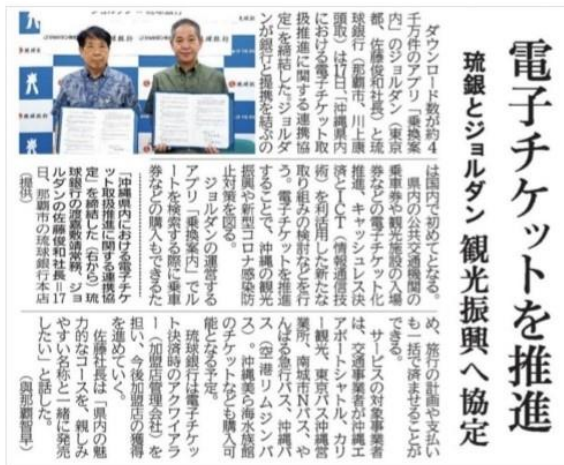 電子チケットを推進
琉銀とジョルダン 観光振興へ協定
ダウンロード数が約4
千万件のアプリ「乗換案
内」のジョルダン(東京
都、佐藤俊和社長)と琉
球銀行(那覇市、川上康
頭取)は17日、「沖縄県内
における電子チケット取
扱推進に関する連携協
定」を締結した。ジョルダ
ンが銀行と提携を結ぶの
は国内で初めてとなる。
県内の公共交通機関の
乗車券や観光施設の入場
券などの電子チケット化
推進、キャッシュレス決
済とICT(情報通信技
術)を利活用した新たな
取り組みの検討などを行
う。電子チケットを推進
することで、沖縄の観光
振興や新型コロナ感染防
止対策を図る。
ジョルダンの運営する
アプリ「乗換案内」でル
ートを検索する際に乗車
券などの購入もできるた
め、旅行の計画や支払い
も一括で済ませることが
できる。
サービスの対象事業者
は、交通事業者が沖縄エ
アポートシャトル、カリ
ー観光、東京バス沖縄営
業所、南城市Nバス、や
んばる急行バス、沖縄バ
ス(空港リムジンバ
ス)。沖縄美ら海水族館
のチケットなども購入可
能となる予定。
琉球銀行は電子チケッ
ト決済時のアクワイアラ
ー(加盟店管理会社)を
担い、今後加盟店の獲得
を進めていく。
佐藤社長は「県内の魅
力的なコースを、親しみ
やすい名称と一緒に発売
したい」と話した。
(與那覇智早)
「沖縄県内における電子チケ
ット取扱推進に関する連携協
定」を締結した(右から)琉
球銀行の渡嘉敷靖常務、ジョ
ルダンの佐藤俊和社長=17
日、那覇市の琉球銀行本店
(提供)